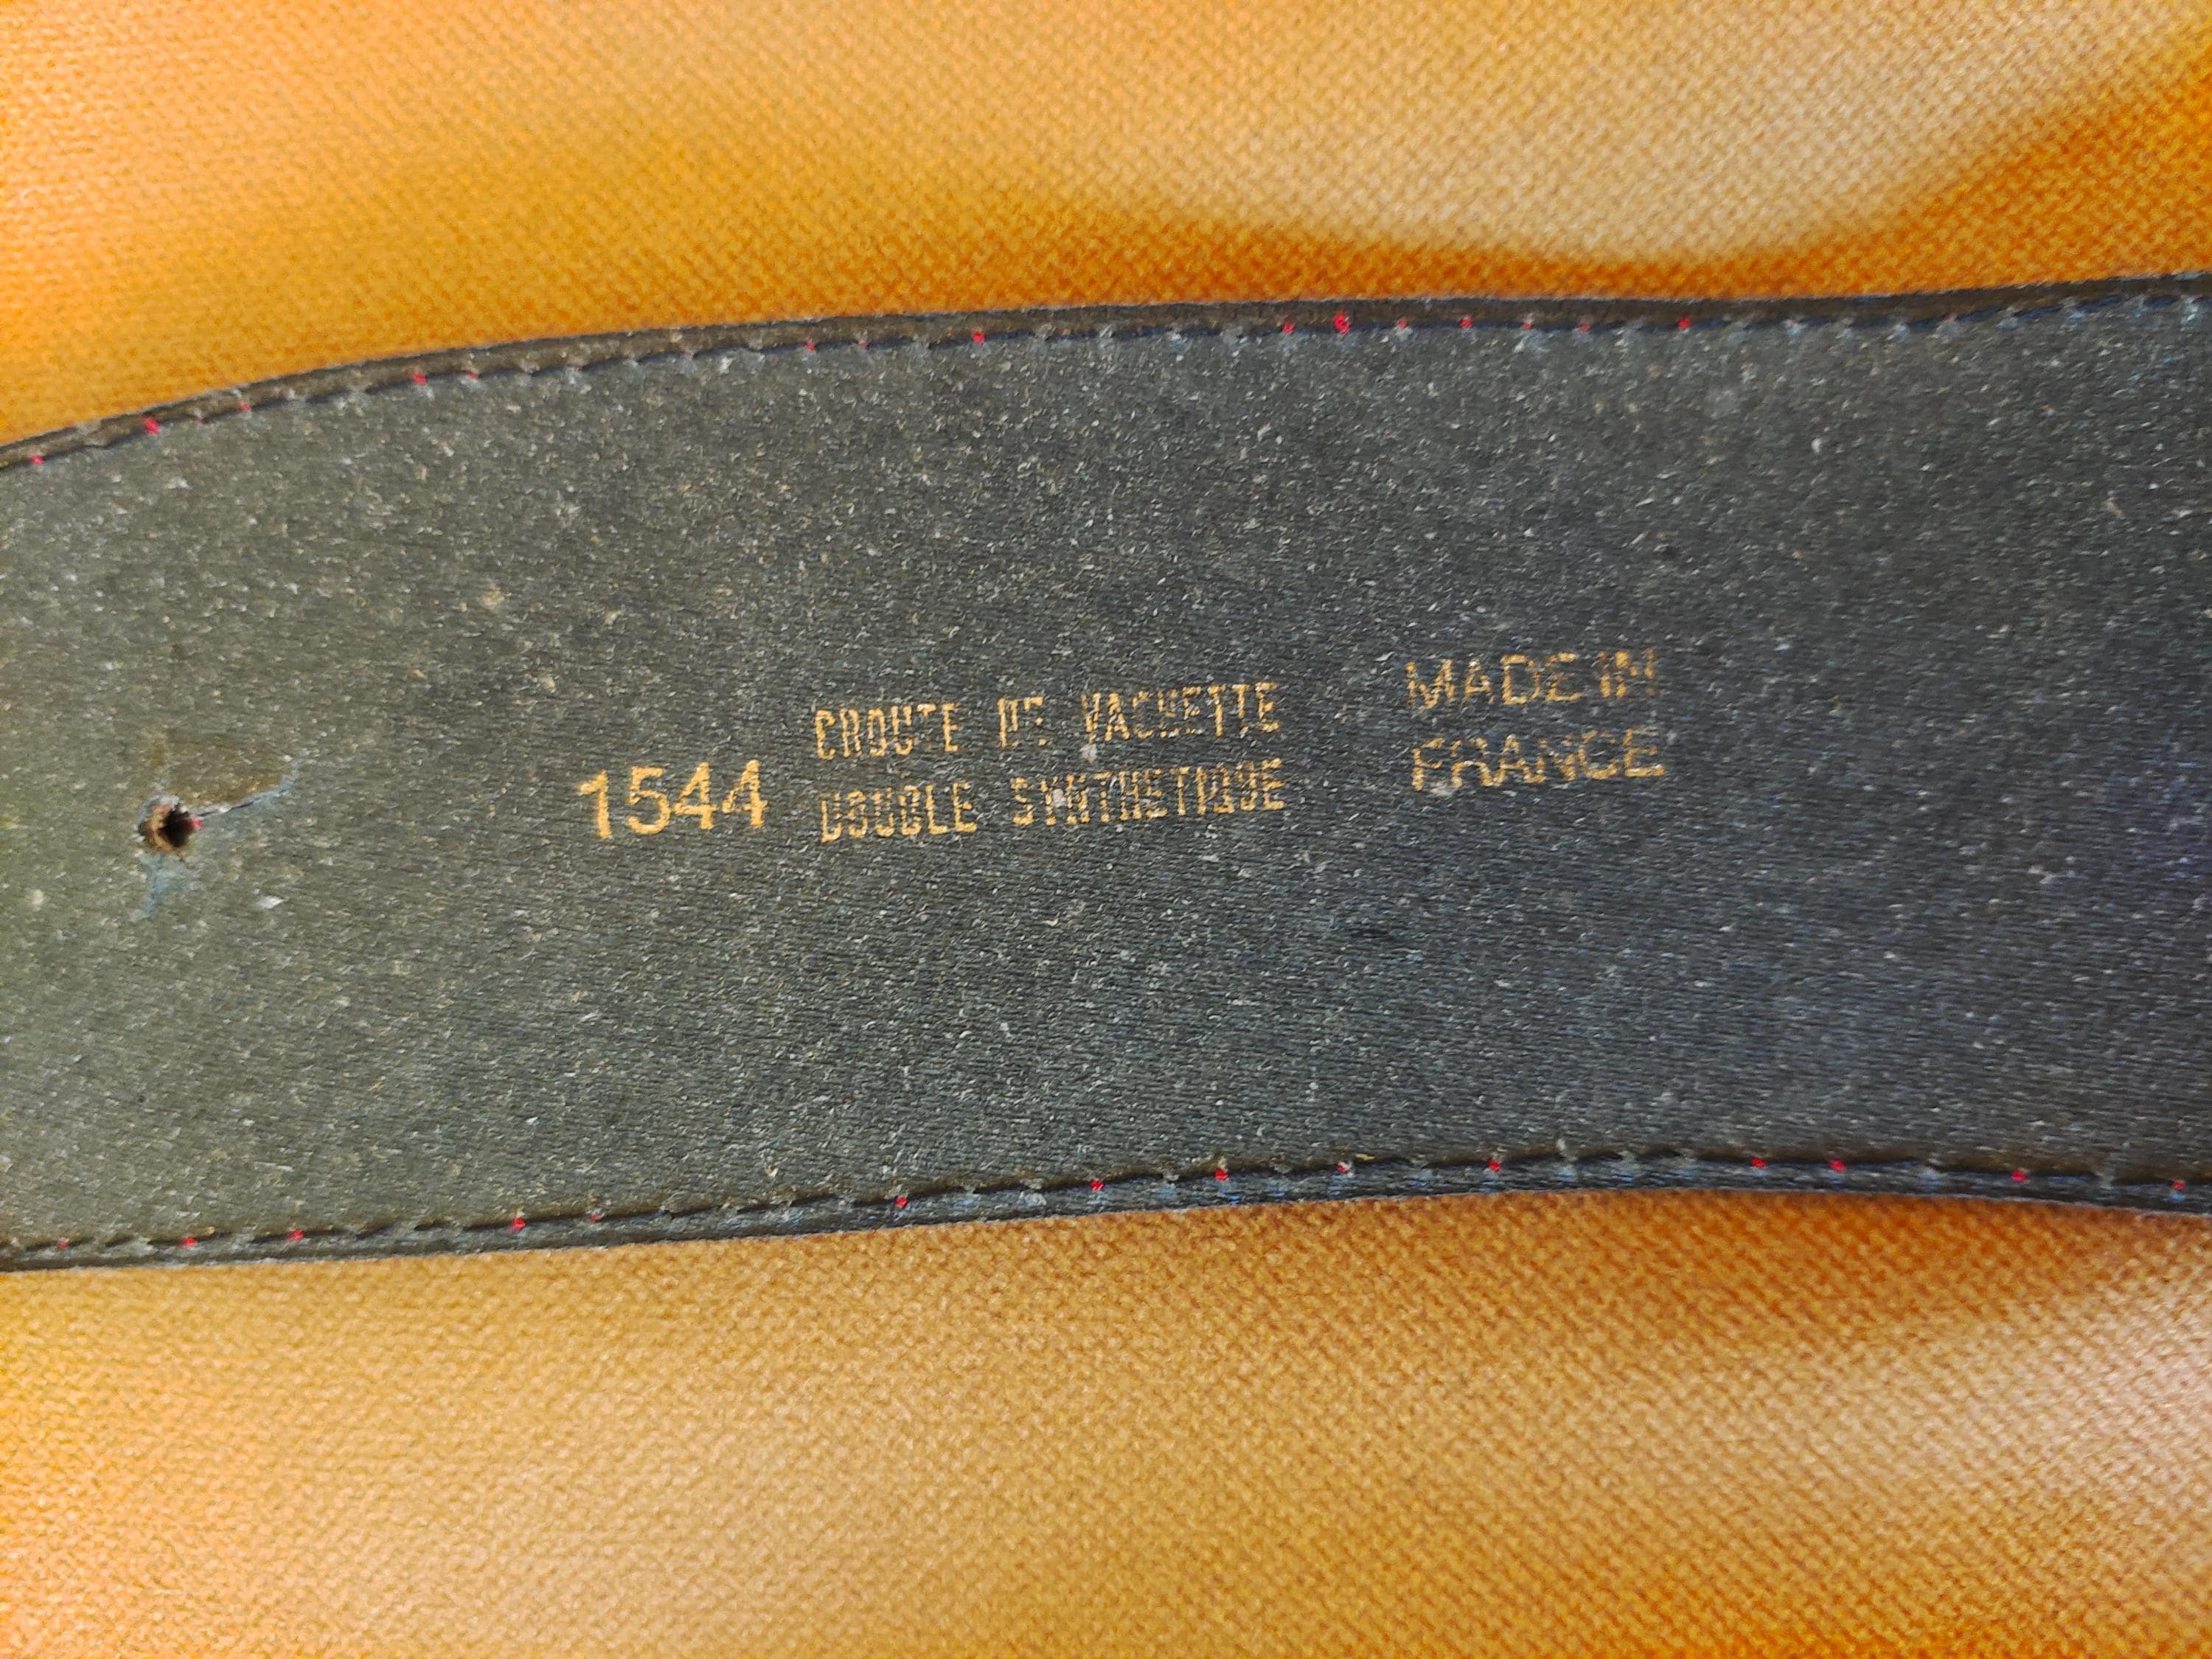 1544
CROUTE DE VACHETTE
DOUBLE SYNTHETIQUE
MADE IN
FRANCE